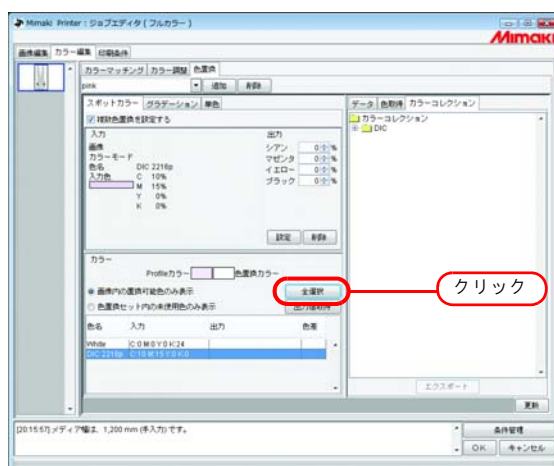 Mimaki Printer : ジョブエディタ ( フルカラー )
Mimaki
画像編集 カラー編集 印刷条件
カラーマッチング カラー調整 色置換
pink 追加 削除
スポットカラー グラデーション 単色
データ 色取得 カラーコレクション
複数色置換を設定する
カラーコレクション
DIC
入力 出力
画像 シアン 0 %
カラーモード マゼンタ 0 %
色名 DIC 2216p イエロー 0 %
入力色 C 10% ブラック 0 %
M 15%
Y 0%
K 0%
設定 削除
カラー
Profileカラー 色置換カラー
画像内の置換可能色のみ表示 全選択
クリック
色置換セット内の未使用色のみ表示 出力値取得
色名 入力 出力 色差
White C:0 M:0 Y:0 K:24
DIC 2216p C:10 M:15 Y:0 K:0
エクスポート
更新
[20:15:57] メディア幅は、1,200 mm (手入力) です。
条件管理
OK キャンセル